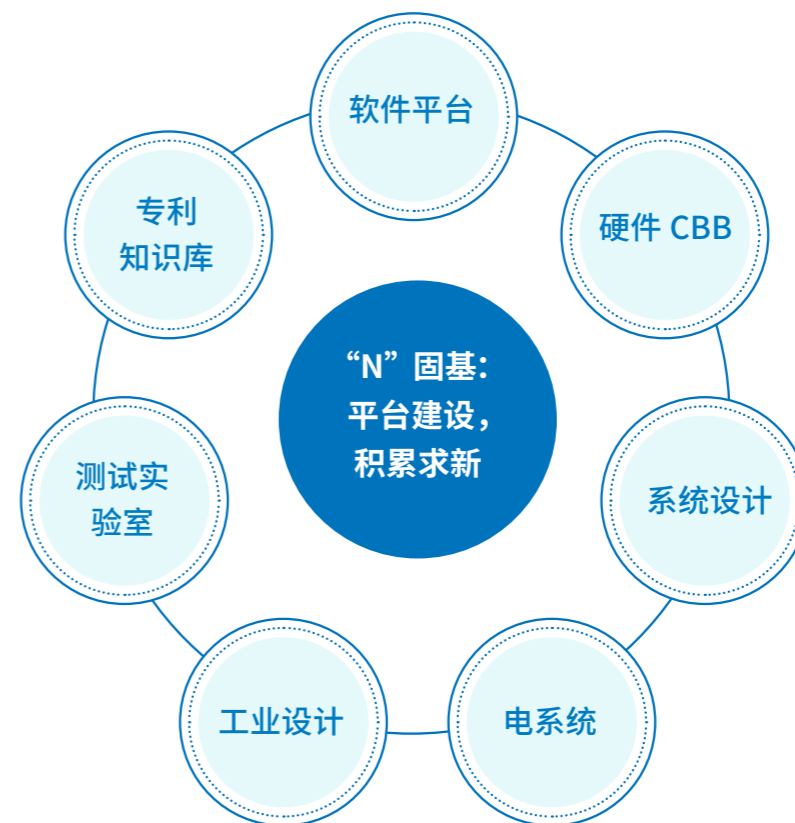 软件平台
硬件 CBB
系统设计
电系统
工业设计
测试实
验室
专利
知识库
“N”固基：
平台建设，
积累求新